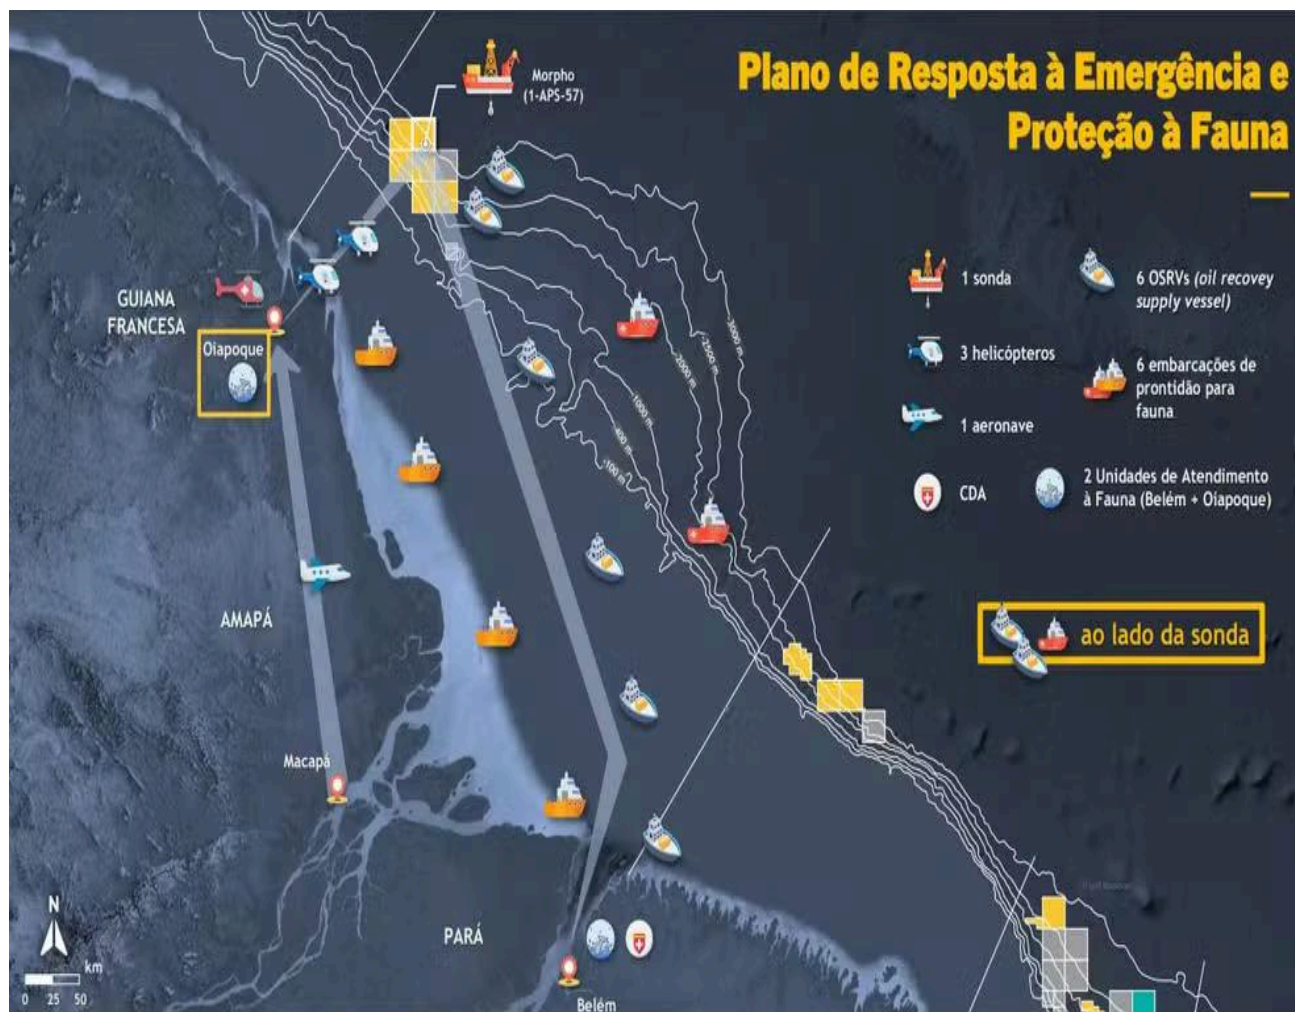 Plano de Resposta à Emergência e
Proteção à Fauna
Morpho
(1-APS-57)
1 sonda
6 OSRVs (oil recovey
supply vessel)
3 helicópteros
6 embarcações de
prontidão para
fauna
1 aeronave
CDA
2 Unidades de Atendimento
à Fauna (Belém + Oiapoque)
ao lado da sonda
GUIANA
FRANCESA
Oiapoque
-3000 m
-2500 m
-2000 m
-1000 m
-400 m
-100 m
AMAPÁ
Macapá
PARÁ
Belém
N
km
0 25 50